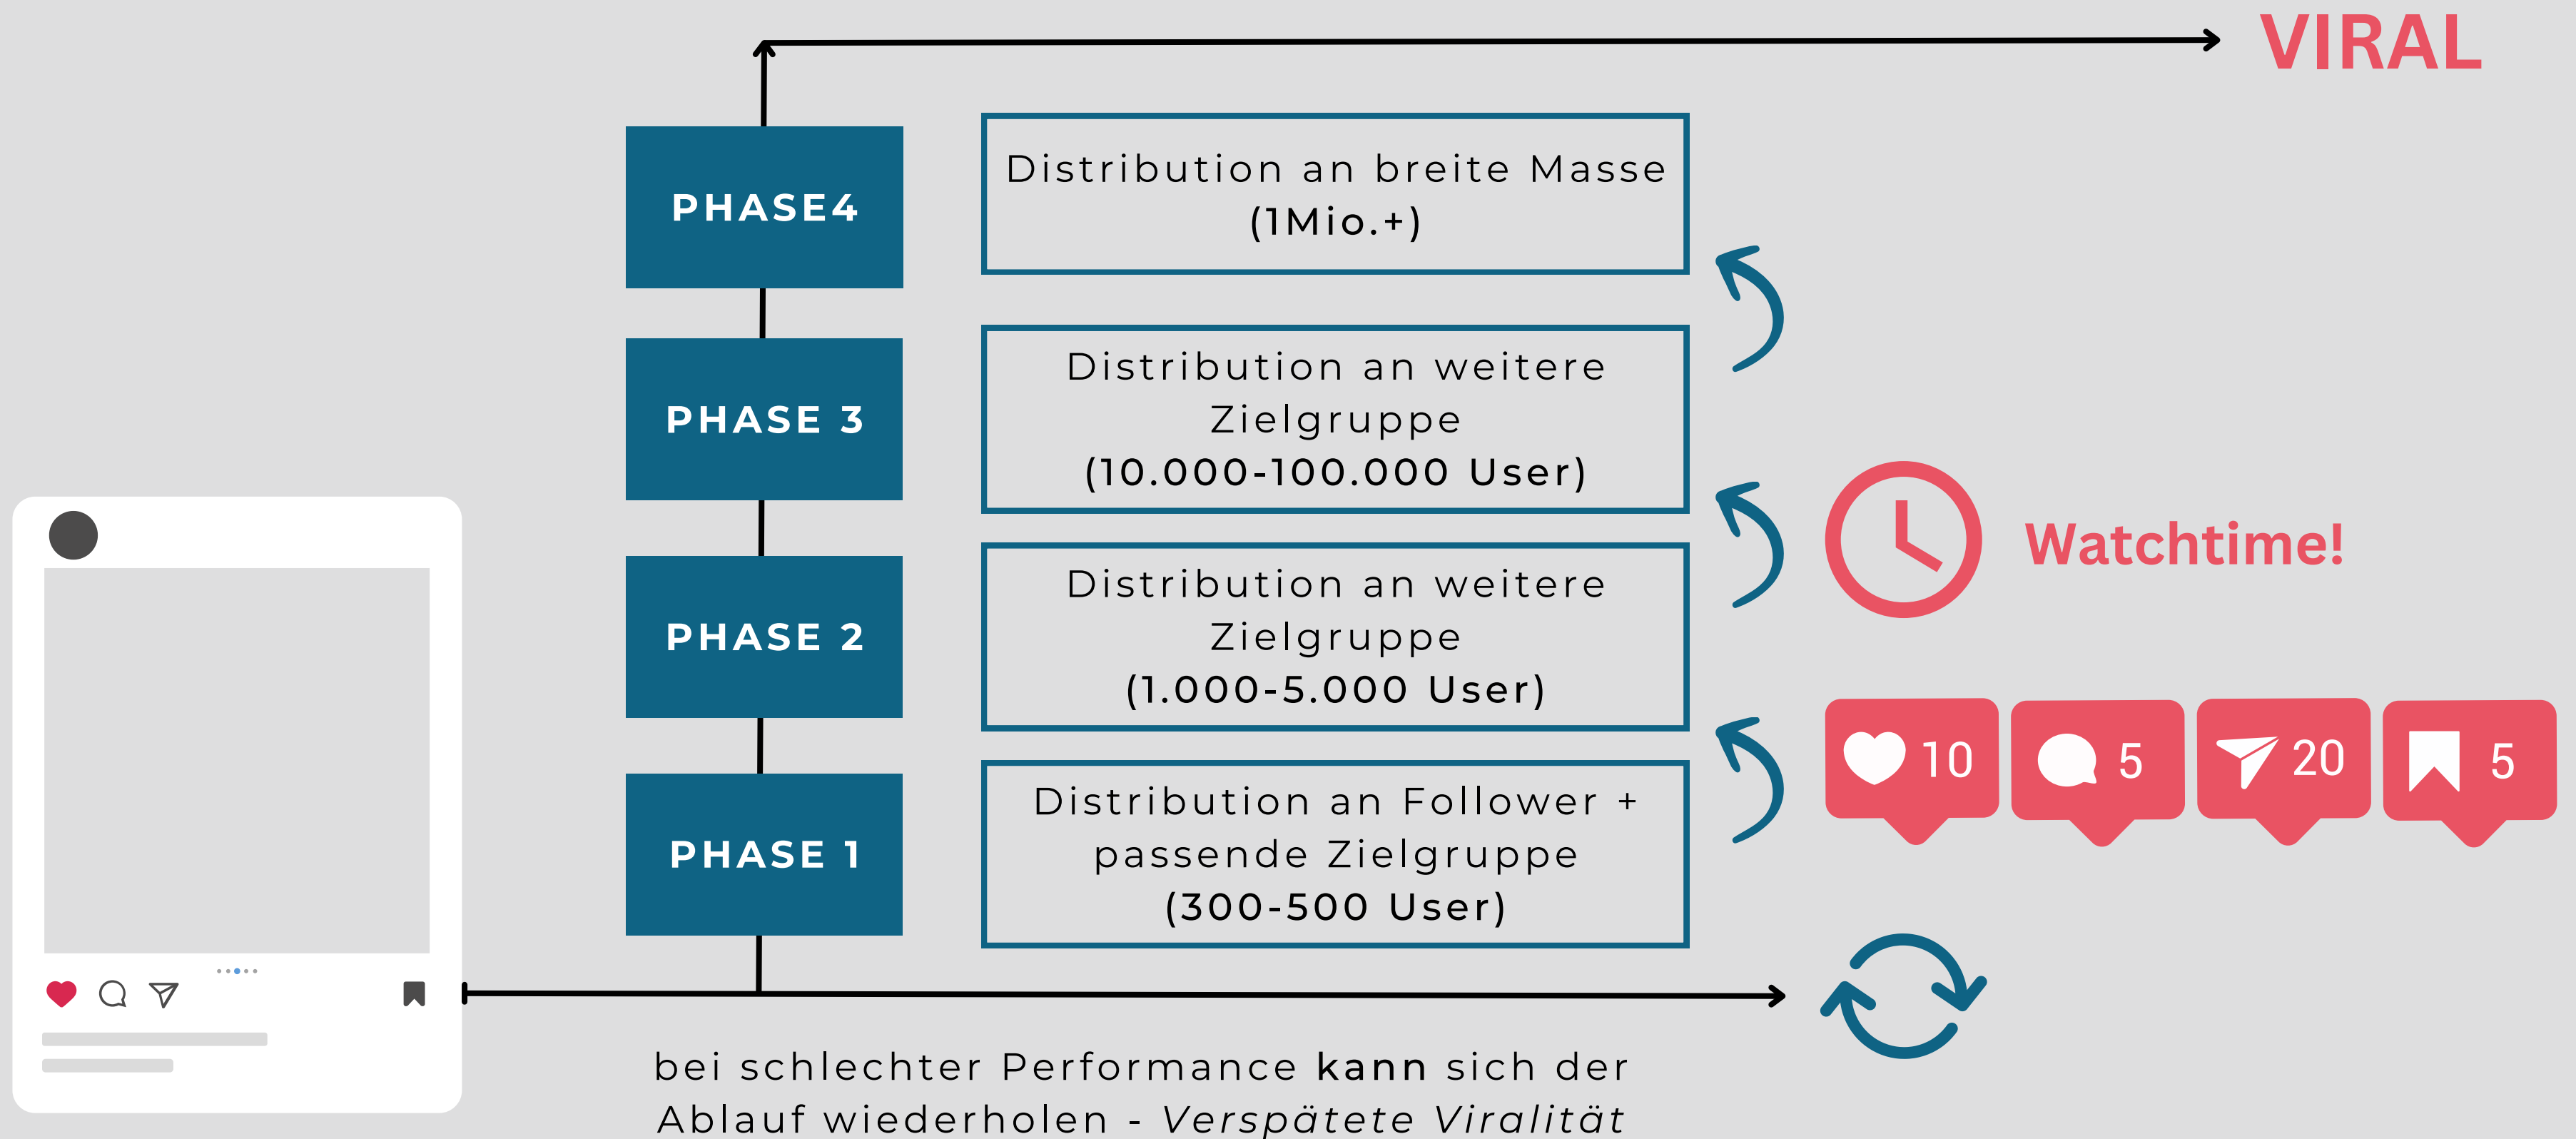 VIRAL
PHASE4
Distribution an breite Masse
(1Mio.+)
PHASE 3
Distribution an weitere
Zielgruppe
(10.000-100.000 User)
Watchtime!
PHASE 2
Distribution an weitere
Zielgruppe
(1.000-5.000 User)
10
5
20
5
PHASE 1
Distribution an Follower +
passende Zielgruppe
(300-500 User)
bei schlechter Performance kann sich der
Ablauf wiederholen - Verspätete Viralität